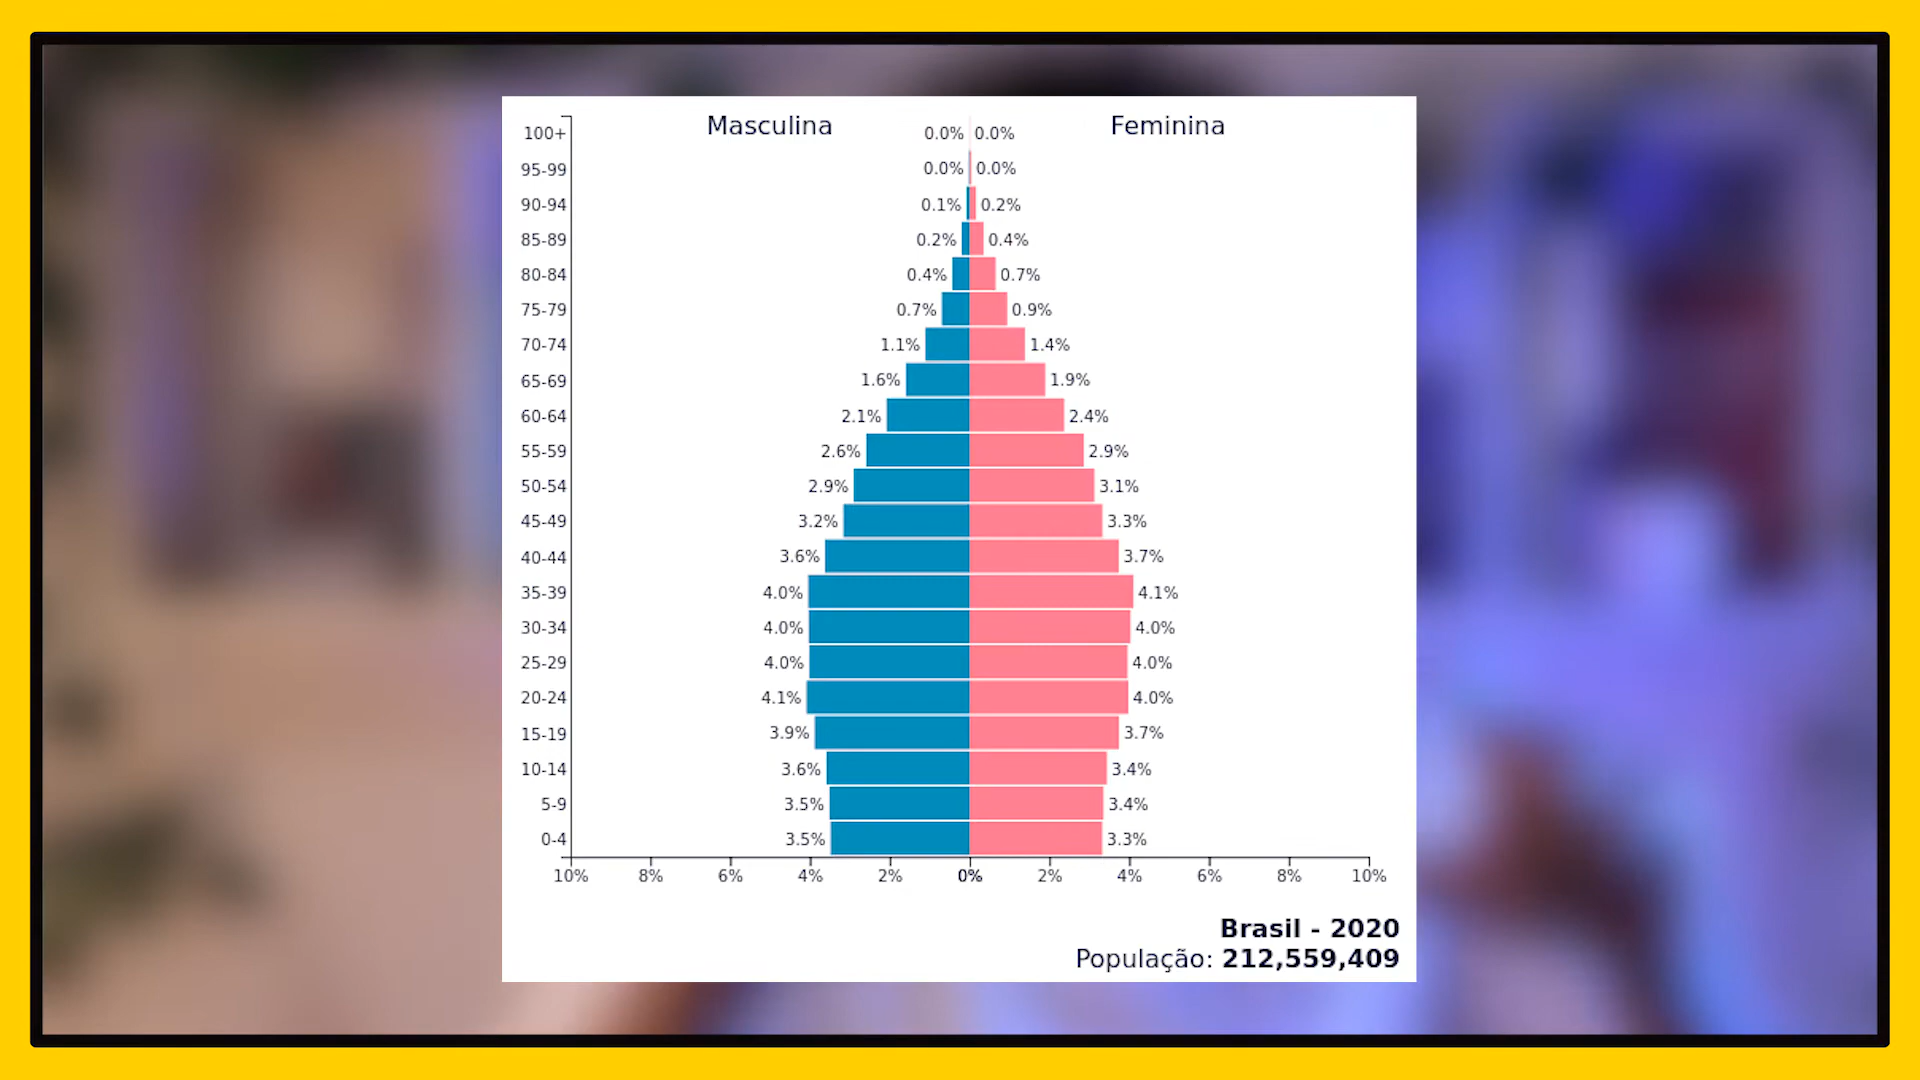 Masculina Feminina
100+ 0.0% 0.0%
95-99 0.0% 0.0%
90-94 0.1% 0.2%
85-89 0.2% 0.4%
80-84 0.4% 0.7%
75-79 0.7% 0.9%
70-74 1.1% 1.4%
65-69 1.6% 1.9%
60-64 2.1% 2.4%
55-59 2.6% 2.9%
50-54 2.9% 3.1%
45-49 3.2% 3.3%
40-44 3.6% 3.7%
35-39 4.0% 4.1%
30-34 4.0% 4.0%
25-29 4.0% 4.0%
20-24 4.1% 4.0%
15-19 3.9% 3.7%
10-14 3.6% 3.4%
5-9 3.5% 3.4%
0-4 3.5% 3.3%
10% 8% 6% 4% 2% 0% 2% 4% 6% 8% 10%
Brasil - 2020
População: 212,559,409